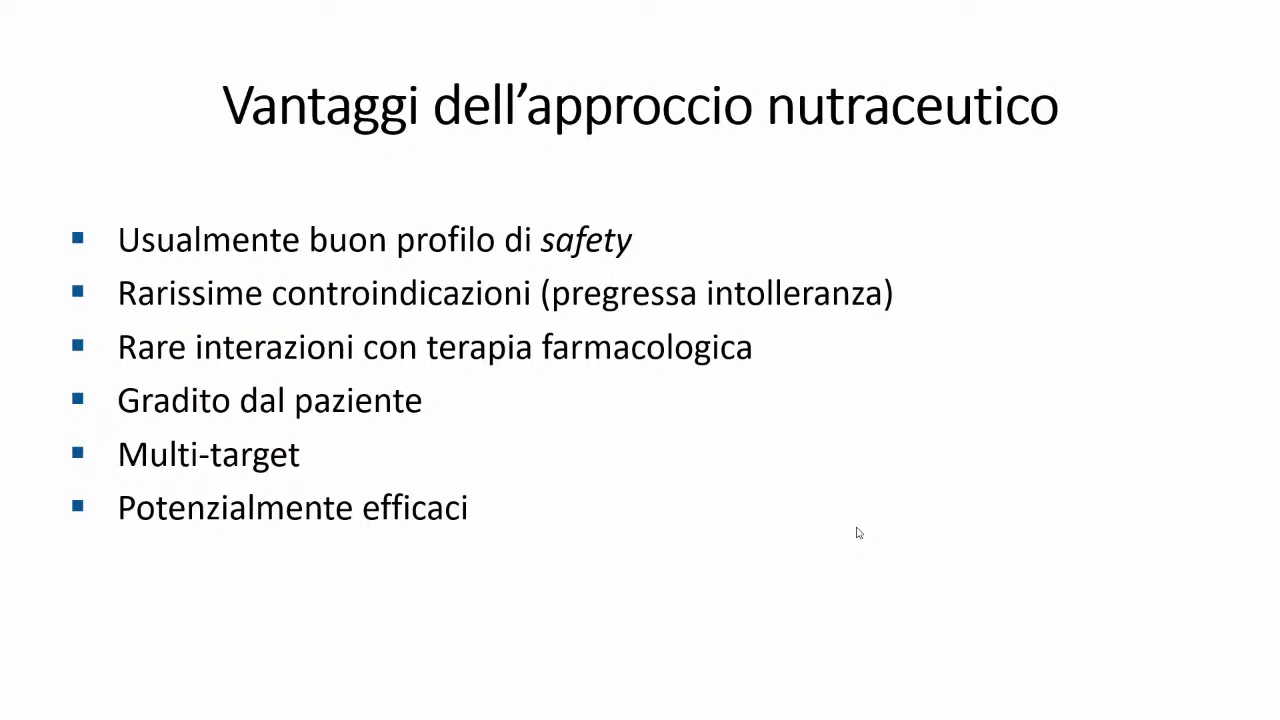 Vantaggi dell’approccio nutraceutico
▪ Usualmente buon profilo di safety
▪ Rarissime controindicazioni (pregressa intolleranza)
▪ Rare interazioni con terapia farmacologica
▪ Gradito dal paziente
▪ Multi-target
▪ Potenzialmente efficaci